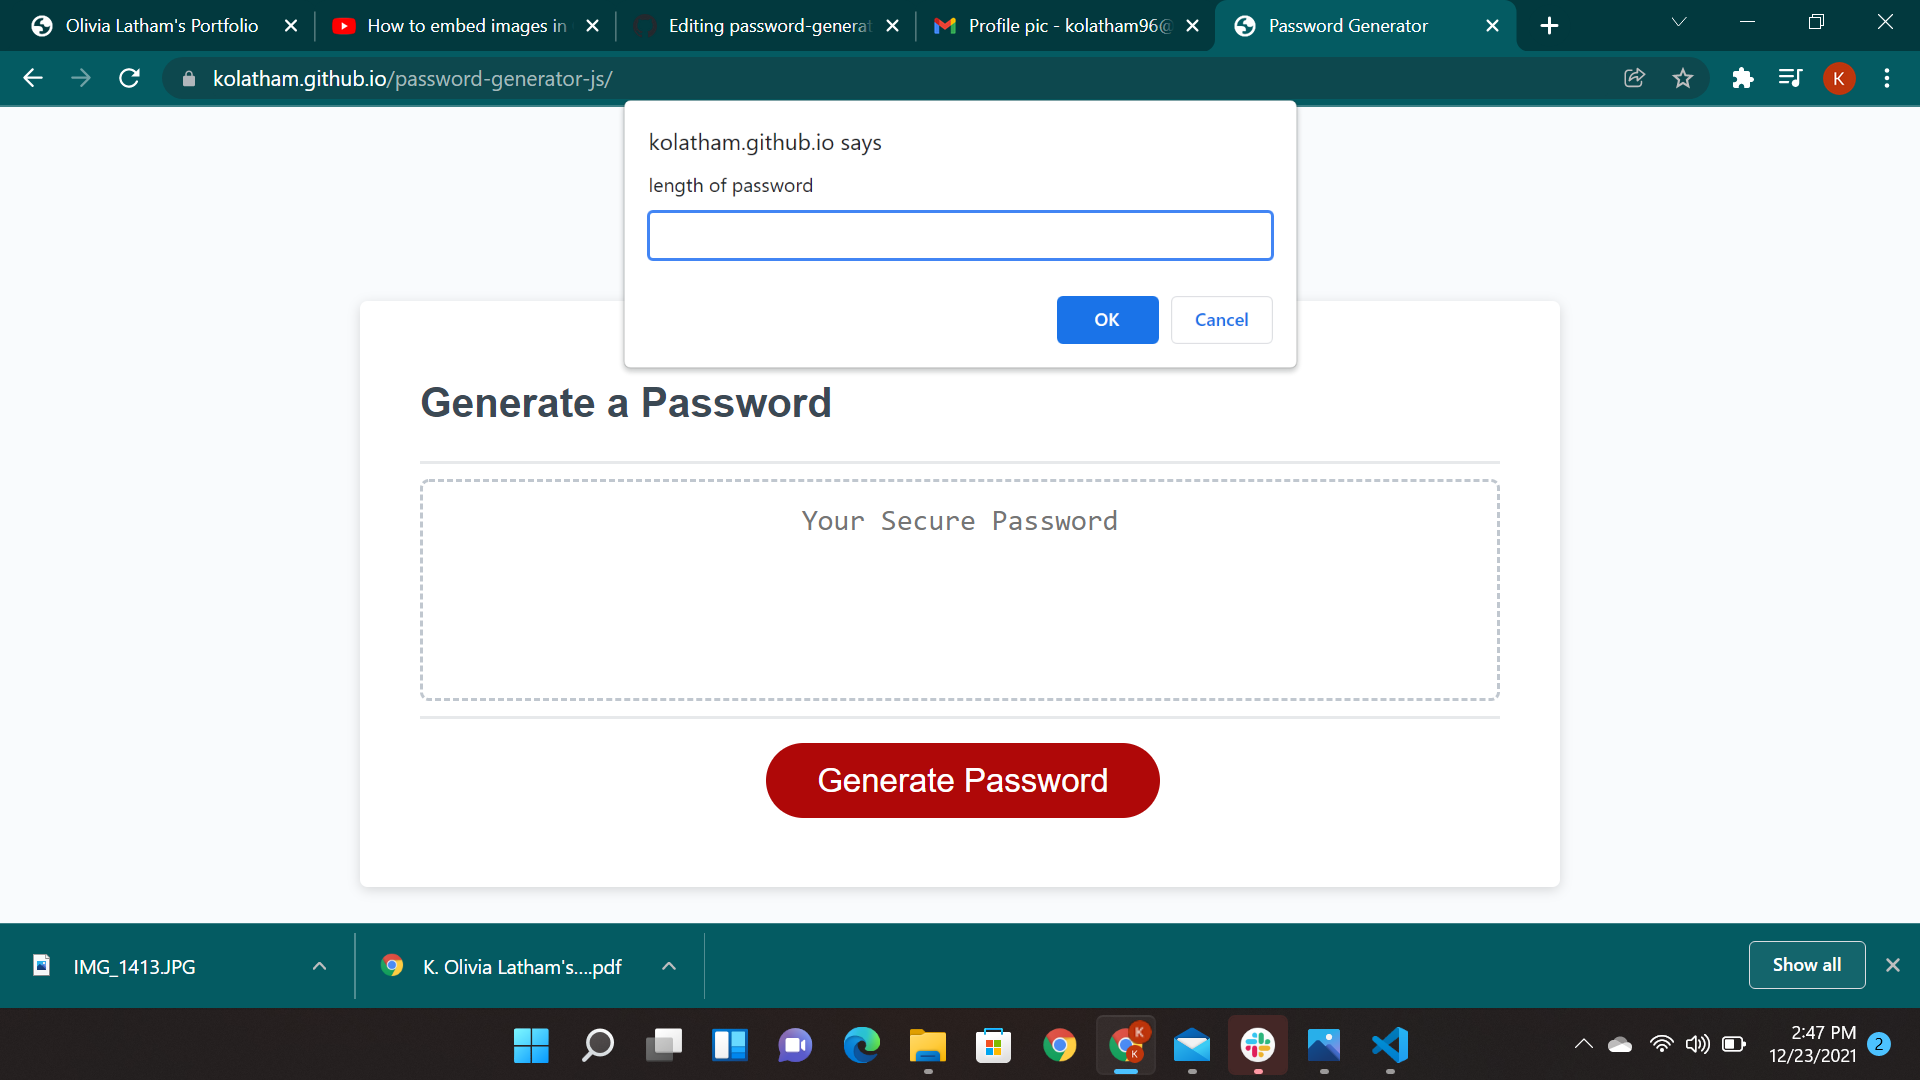 Olivia Latham's Portfolio
How to embed images in
Editing password-generat
Profile pic - kolatham96@
Password Generator
kolatham.github.io/password-generator-js/
K
kolatham.github.io says
length of password
OK
Cancel
Generate a Password
Your Secure Password
Generate Password
IMG_1413.JPG
K. Olivia Latham's....pdf
Show all
K
K
2:47 PM
12/23/2021
2